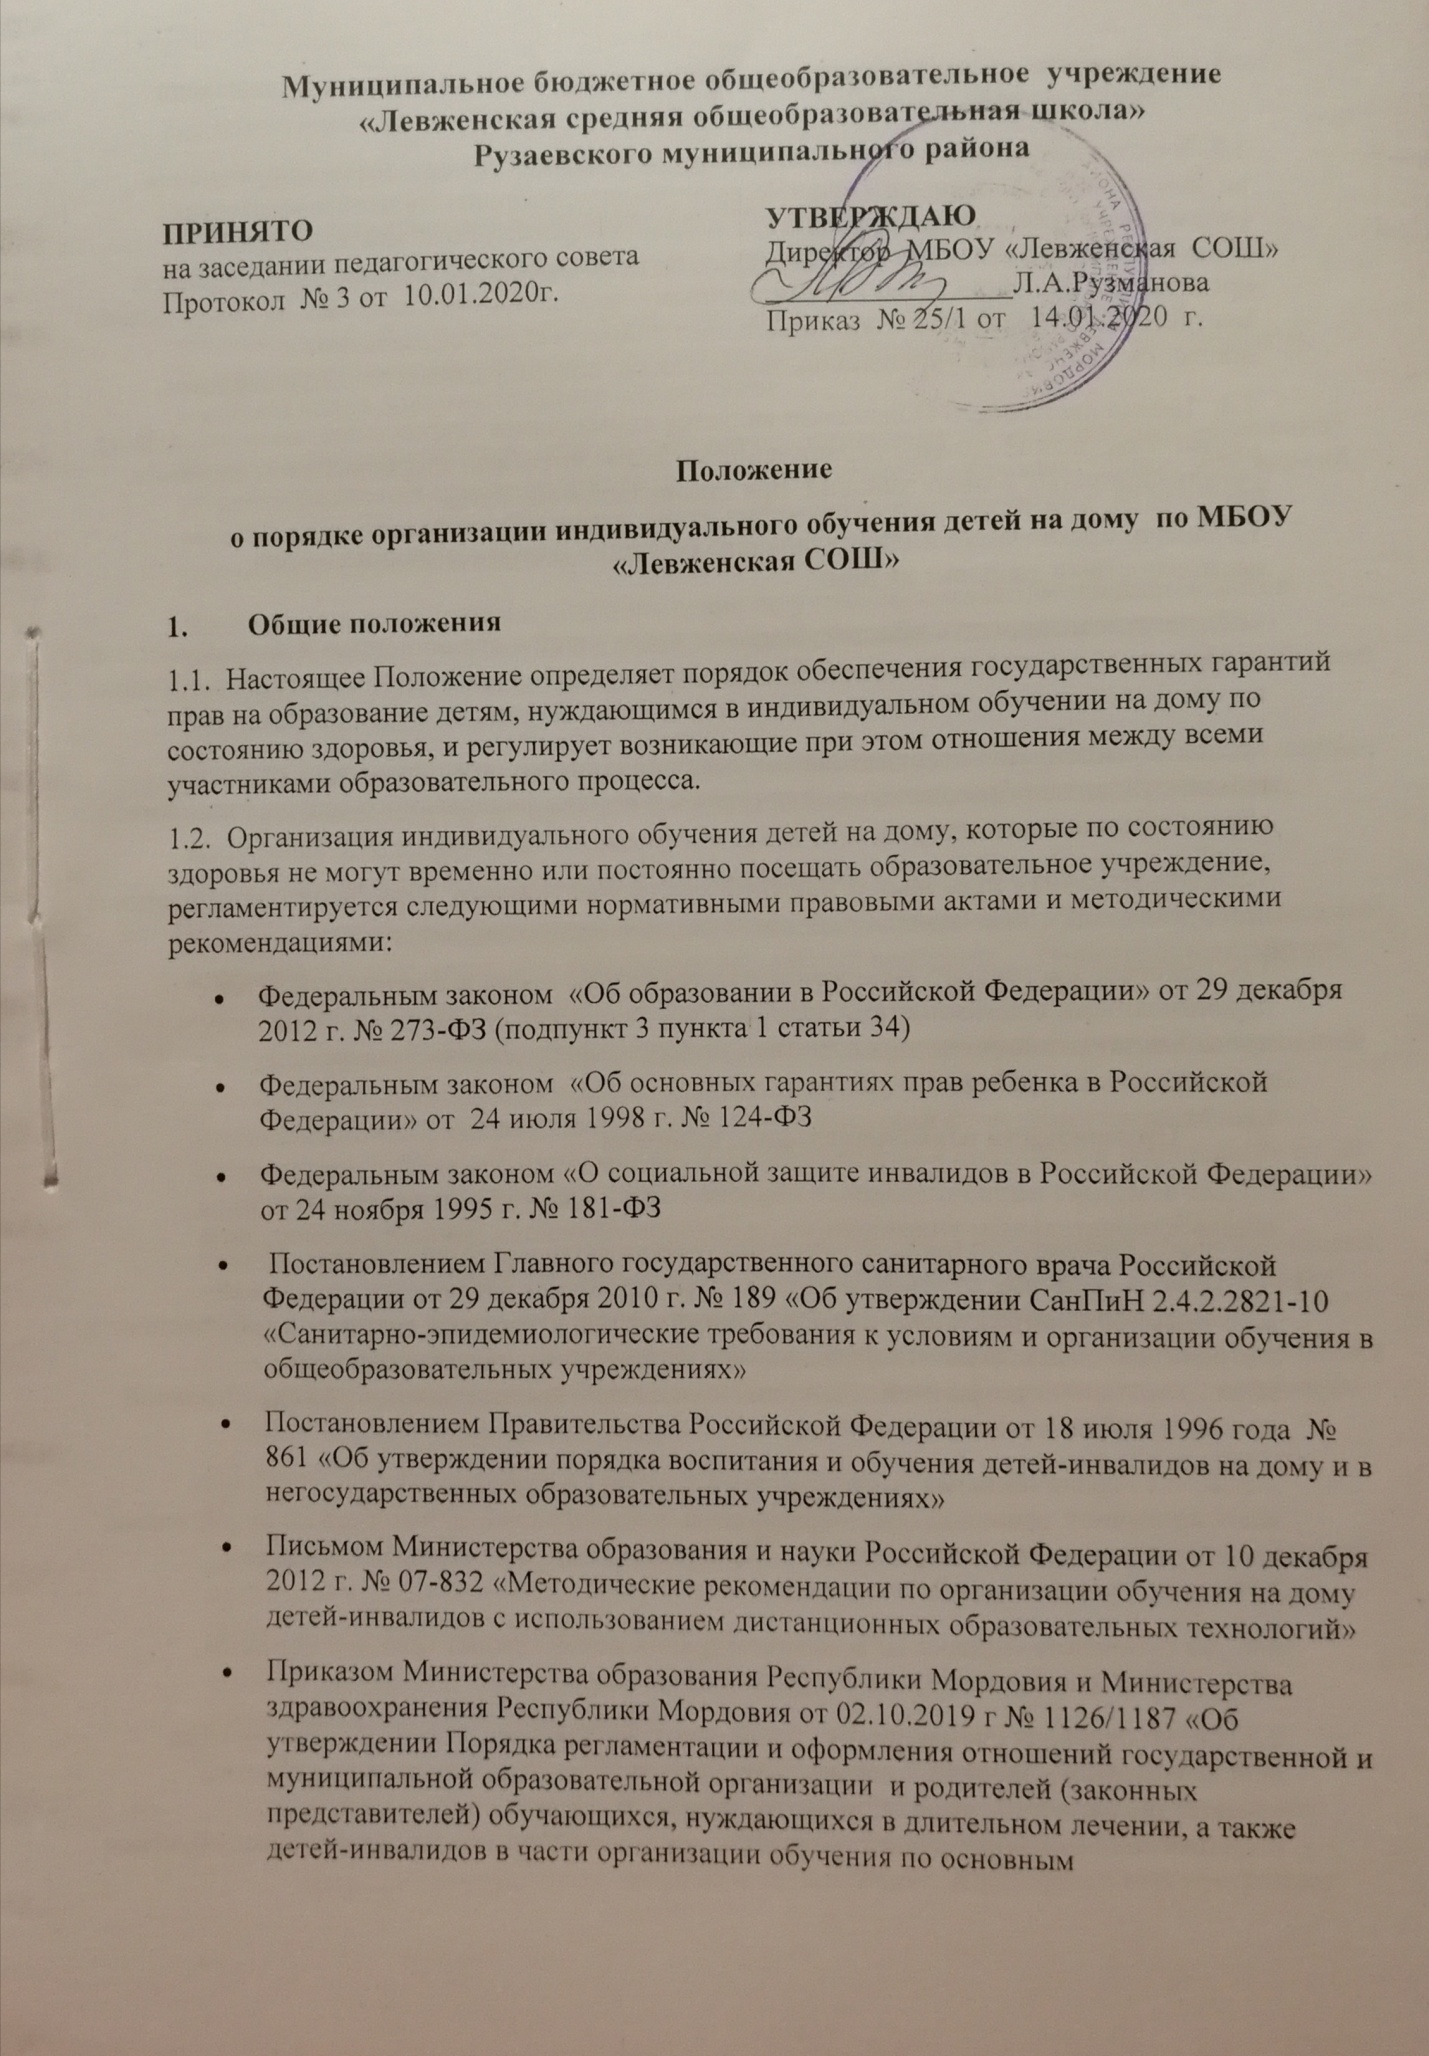 Муниципальное бюджетное общеобразовательное учреждение
«Левженская средняя общеобразовательная школа»
Рузаевского муниципального района
ПРИНЯТО
на заседании педагогического совета
Протокол № 3 от 10.01.2020г.
УТВЕРЖДАЮ
Директор МБОУ «Левженская СОШ»
Л.А.Рузманова
Приказ № 25/1 от 14.01.2020 г.
Положение
о порядке организации индивидуального обучения детей на дому по МБОУ
«Левженская СОШ»
1. Общие положения
1.1. Настоящее Положение определяет порядок обеспечения государственных гарантий
прав на образование детям, нуждающимся в индивидуальном обучении на дому по
состоянию здоровья, и регулирует возникающие при этом отношения между всеми
участниками образовательного процесса.
1.2. Организация индивидуального обучения детей на дому, которые по состоянию
здоровья не могут временно или постоянно посещать образовательное учреждение,
регламентируется следующими нормативными правовыми актами и методическими
рекомендациями:
• Федеральным законом «Об образовании в Российской Федерации» от 29 декабря
2012 г. № 273-ФЗ (подпункт 3 пункта 1 статьи 34)
• Федеральным законом «Об основных гарантиях прав ребенка в Российской
Федерации» от 24 июля 1998 г. № 124-ФЗ
• Федеральным законом «О социальной защите инвалидов в Российской Федерации»
от 24 ноября 1995 г. № 181-ФЗ
• Постановлением Главного государственного санитарного врача Российской
Федерации от 29 декабря 2010 г. № 189 «Об утверждении СанПиН 2.4.2.2821-10
«Санитарно-эпидемиологические требования к условиям и организации обучения в
общеобразовательных учреждениях»
• Постановлением Правительства Российской Федерации от 18 июля 1996 года №
861 «Об утверждении порядка воспитания и обучения детей-инвалидов на дому и в
негосударственных образовательных учреждениях»
• Письмом Министерства образования и науки Российской Федерации от 10 декабря
2012 г. № 07-832 «Методические рекомендации по организации обучения на дому
детей-инвалидов с использованием дистанционных образовательных технологий»
• Приказом Министерства образования Республики Мордовия и Министерства
здравоохранения Республики Мордовия от 02.10.2019 г № 1126/1187 «Об
утверждении Порядка регламентации и оформления отношений государственной и
муниципальной образовательной организации и родителей (законных
представителей) обучающихся, нуждающихся в длительном лечении, а также
детей-инвалидов в части организации обучения по основным